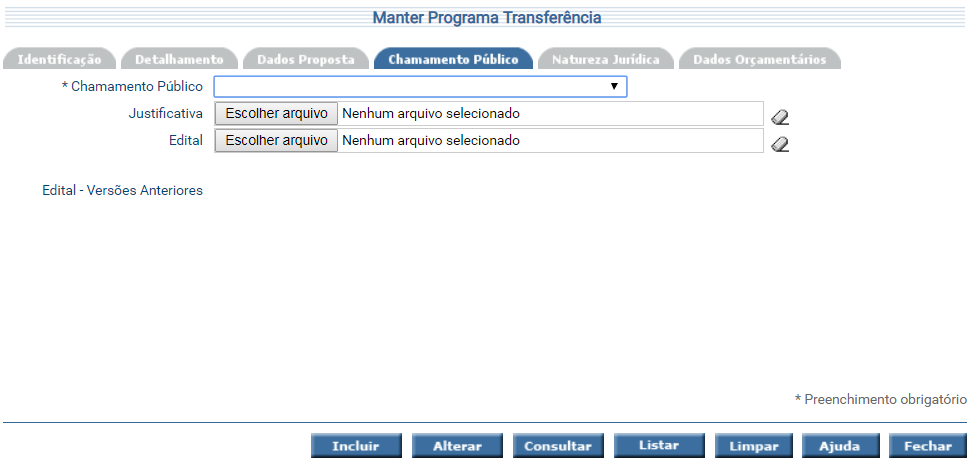 Manter Programa Transferência
Identificação Detalhamento Dados Proposta Chamamento Público Natureza Jurídica Dados Orçamentários
* Chamamento Público
Justificativa Escolher arquivo Nenhum arquivo selecionado
Edital Escolher arquivo Nenhum arquivo selecionado
Edital - Versões Anteriores
* Preenchimento obrigatório
Incluir Alterar Consultar Listar Limpar Ajuda Fechar